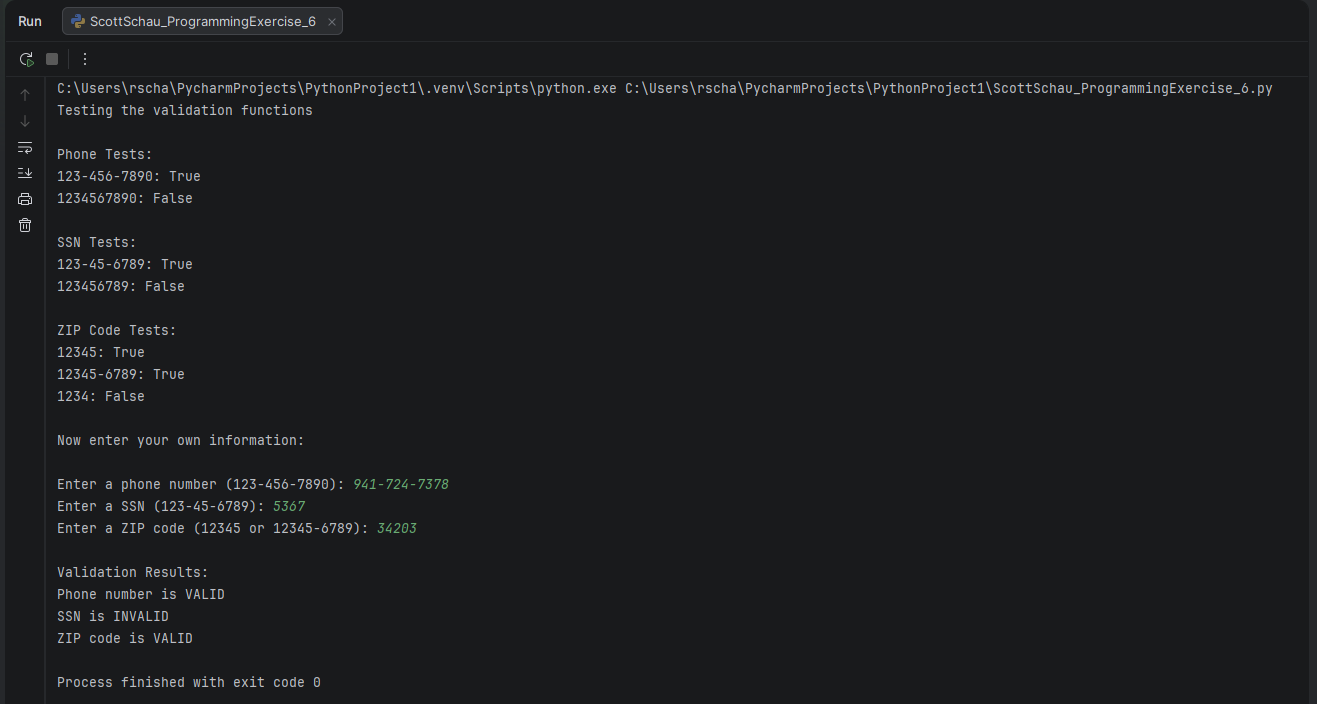 Run ScottSchau_ProgrammingExercise_6
C:\Users\rscha\PycharmProjects\PythonProject1\.venv\Scripts\python.exe C:\Users\rscha\PycharmProjects\PythonProject1\ScottSchau_ProgrammingExercise_6.py
Testing the validation functions
Phone Tests:
123-456-7890: True
1234567890: False
SSN Tests:
123-45-6789: True
123456789: False
ZIP Code Tests:
12345: True
12345-6789: True
1234: False
Now enter your own information:
Enter a phone number (123-456-7890): 941-724-7378
Enter a SSN (123-45-6789): 5367
Enter a ZIP code (12345 or 12345-6789): 34203
Validation Results:
Phone number is VALID
SSN is INVALID
ZIP code is VALID
Process finished with exit code 0